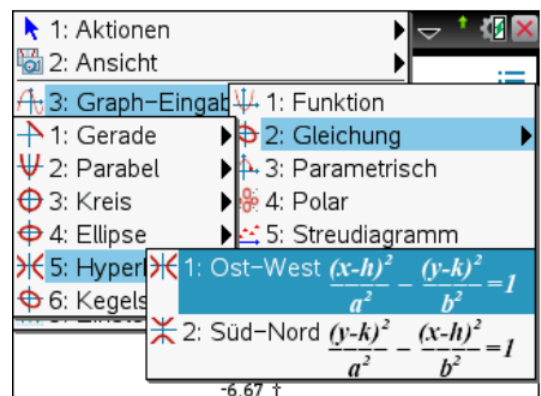 1: Aktionen
2: Ansicht
3: Graph-Eingab
1: Funktion
2: Gleichung
3: Parametrisch
4: Polar
5: Streudiagramm
1: Gerade
2: Parabel
3: Kreis
4: Ellipse
5: Hyperl
6: Kegels
1: Ost-West (x-h)²/a² - (y-k)²/b² =1
2: Süd-Nord (y-k)²/a² - (x-h)²/b² =1
-6.67